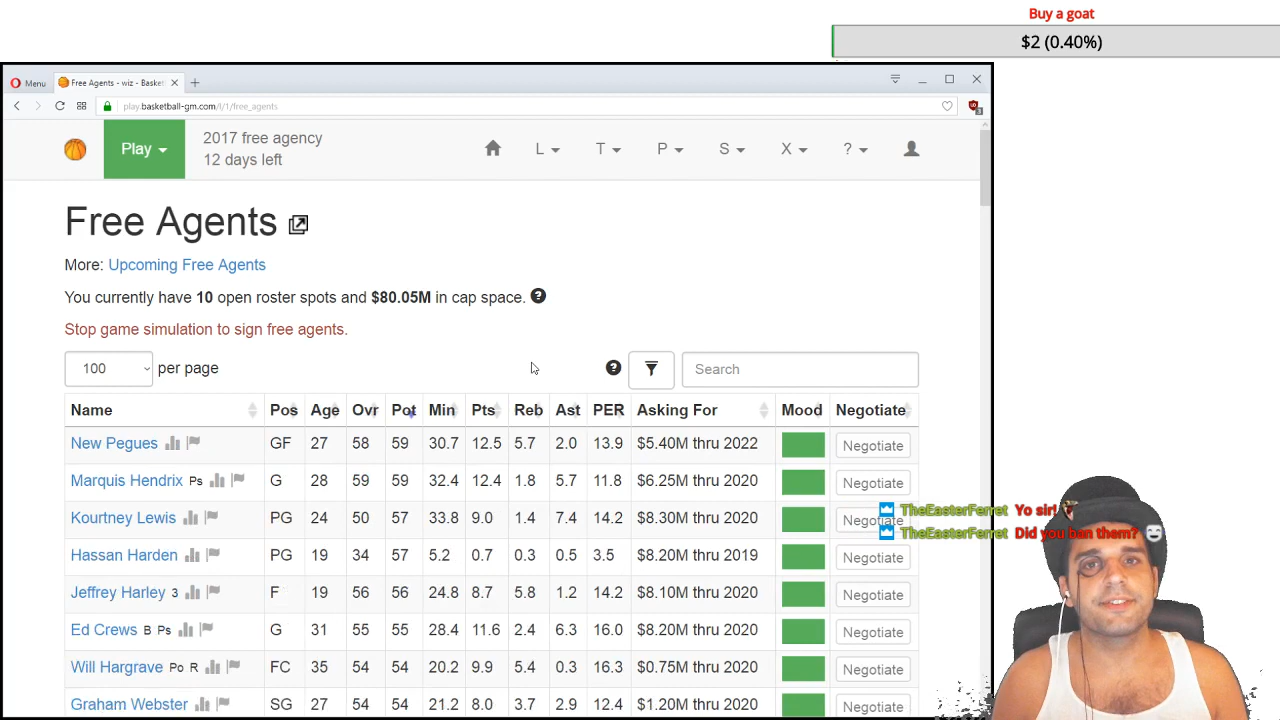 Buy a goat
$2 (0.40%)
Menu
Free Agents - wiz - Basket
play.basketball-gm.com/l/1/free_agents
Play
2017 free agency
12 days left
L
T
P
S
X
?
Free Agents
More: Upcoming Free Agents
You currently have 10 open roster spots and $80.05M in cap space.
Stop game simulation to sign free agents.
100 per page
Search
Name Pos Age Ovr Pot Min Pts Reb Ast PER Asking For Mood Negotiate
New Pegues GF 27 58 59 30.7 12.5 5.7 2.0 13.9 $5.40M thru 2022 Negotiate
Marquis Hendrix Ps G 28 59 59 32.4 12.4 1.8 5.7 11.8 $6.25M thru 2020 Negotiate
Kourtney Lewis PG 24 50 57 33.8 9.0 1.4 7.4 14.2 $8.30M thru 2020 Negotiate
TheEasterFerret Yo sir!
TheEasterFerret Did you ban them?
Hassan Harden PG 19 34 57 5.2 0.7 0.3 0.5 3.5 $8.20M thru 2019 Negotiate
Jeffrey Harley 3 F 19 56 56 24.8 8.7 5.8 1.2 14.2 $8.10M thru 2020 Negotiate
Ed Crews B Ps G 31 55 55 28.4 11.6 2.4 6.3 16.0 $8.20M thru 2020 Negotiate
Will Hargrave Po R FC 35 54 54 20.2 9.9 5.4 0.3 16.3 $0.75M thru 2020 Negotiate
Graham Webster SG 27 54 54 21.2 8.0 3.7 2.9 12.4 $1.20M thru 2020 Negotiate